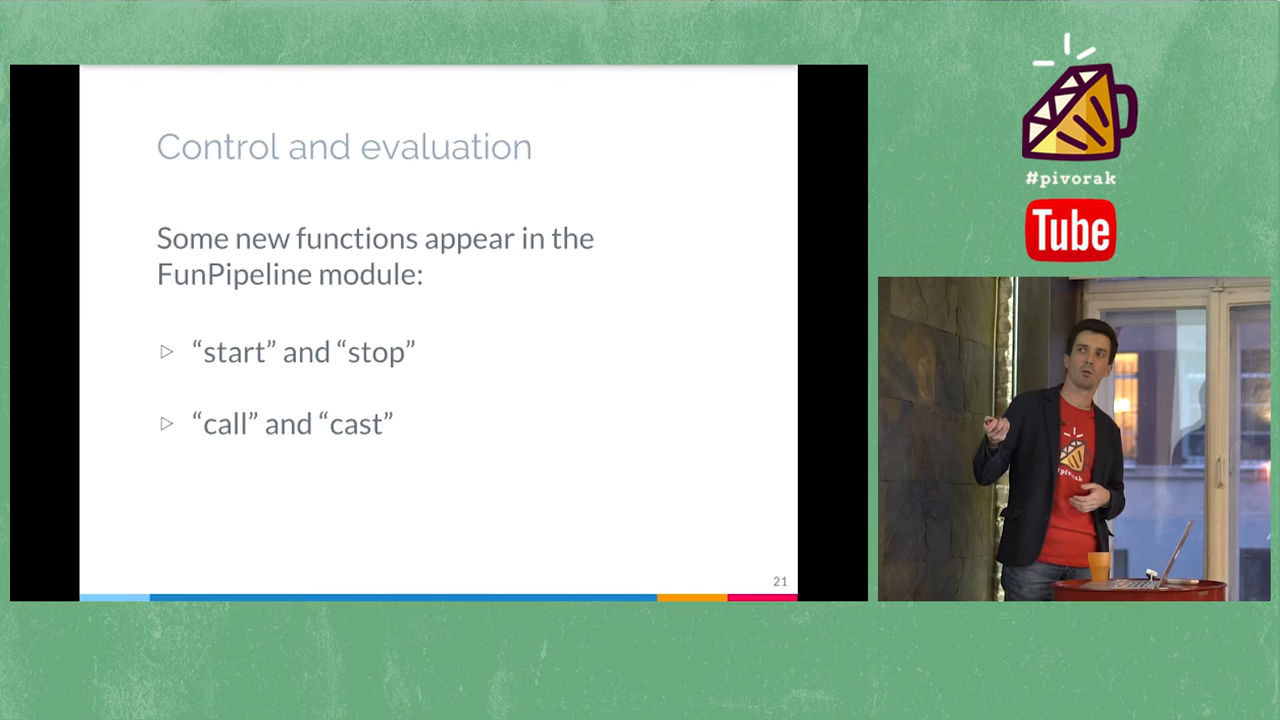 Control and evaluation
Some new functions appear in the
FunPipeline module:
“start” and “stop”
“call” and “cast”
21
#pivorak
Tube
#pivorak